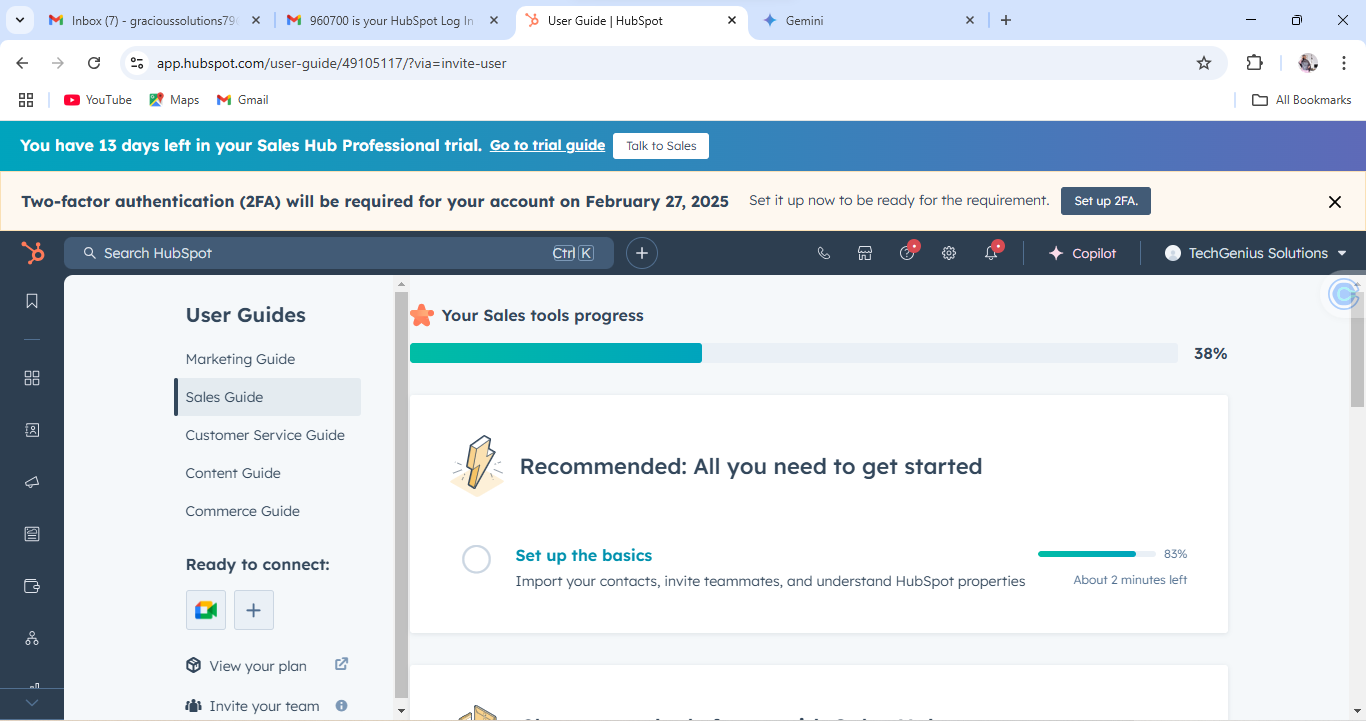 Inbox (7) - gracioussolutions79
960700 is your HubSpot Log In
User Guide | HubSpot
Gemini
app.hubspot.com/user-guide/49105117/?via=invite-user
YouTube
Maps
Gmail
All Bookmarks
You have 13 days left in your Sales Hub Professional trial. Go to trial guide Talk to Sales
Two-factor authentication (2FA) will be required for your account on February 27, 2025 Set it up now to be ready for the requirement. Set up 2FA.
Search HubSpot Ctrl K
Copilot
TechGenius Solutions
User Guides
Marketing Guide
Sales Guide
Customer Service Guide
Content Guide
Commerce Guide
Ready to connect:
View your plan
Invite your team
Your Sales tools progress
38%
Recommended: All you need to get started
Set up the basics
83%
Import your contacts, invite teammates, and understand HubSpot properties
About 2 minutes left